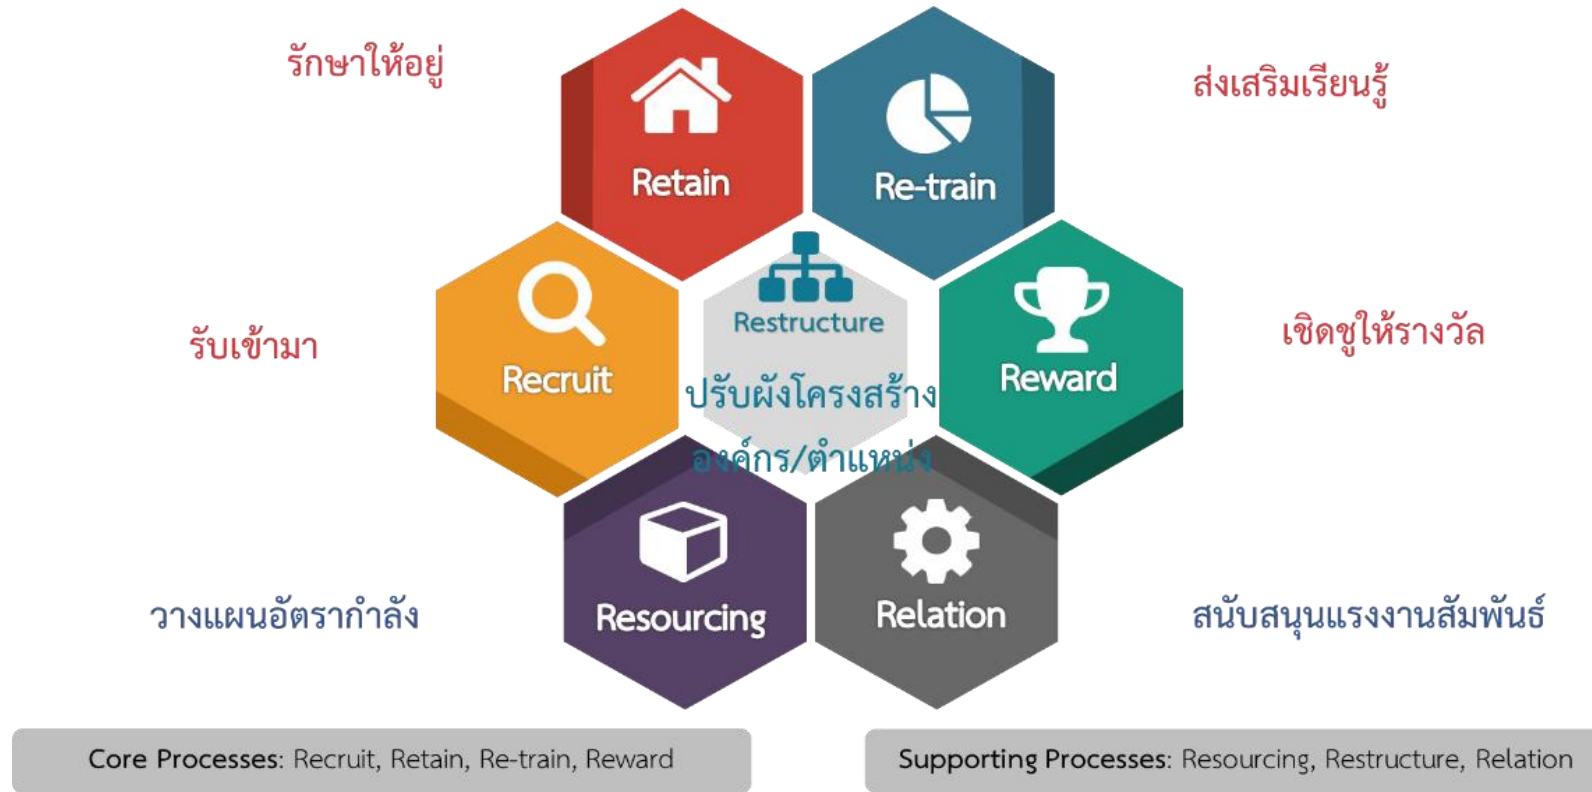 รักษาให้อยู่
Retain
Re-train
ส่งเสริมเรียนรู้
รับเข้ามา
Recruit
Restructure
ปรับผังโครงสร้าง
องค์กร/ตำแหน่ง
Reward
เชิดชูให้รางวัล
วางแผนอัตรากำลัง
Resourcing
Relation
สนับสนุนแรงงานสัมพันธ์
Core Processes: Recruit, Retain, Re-train, Reward
Supporting Processes: Resourcing, Restructure, Relation